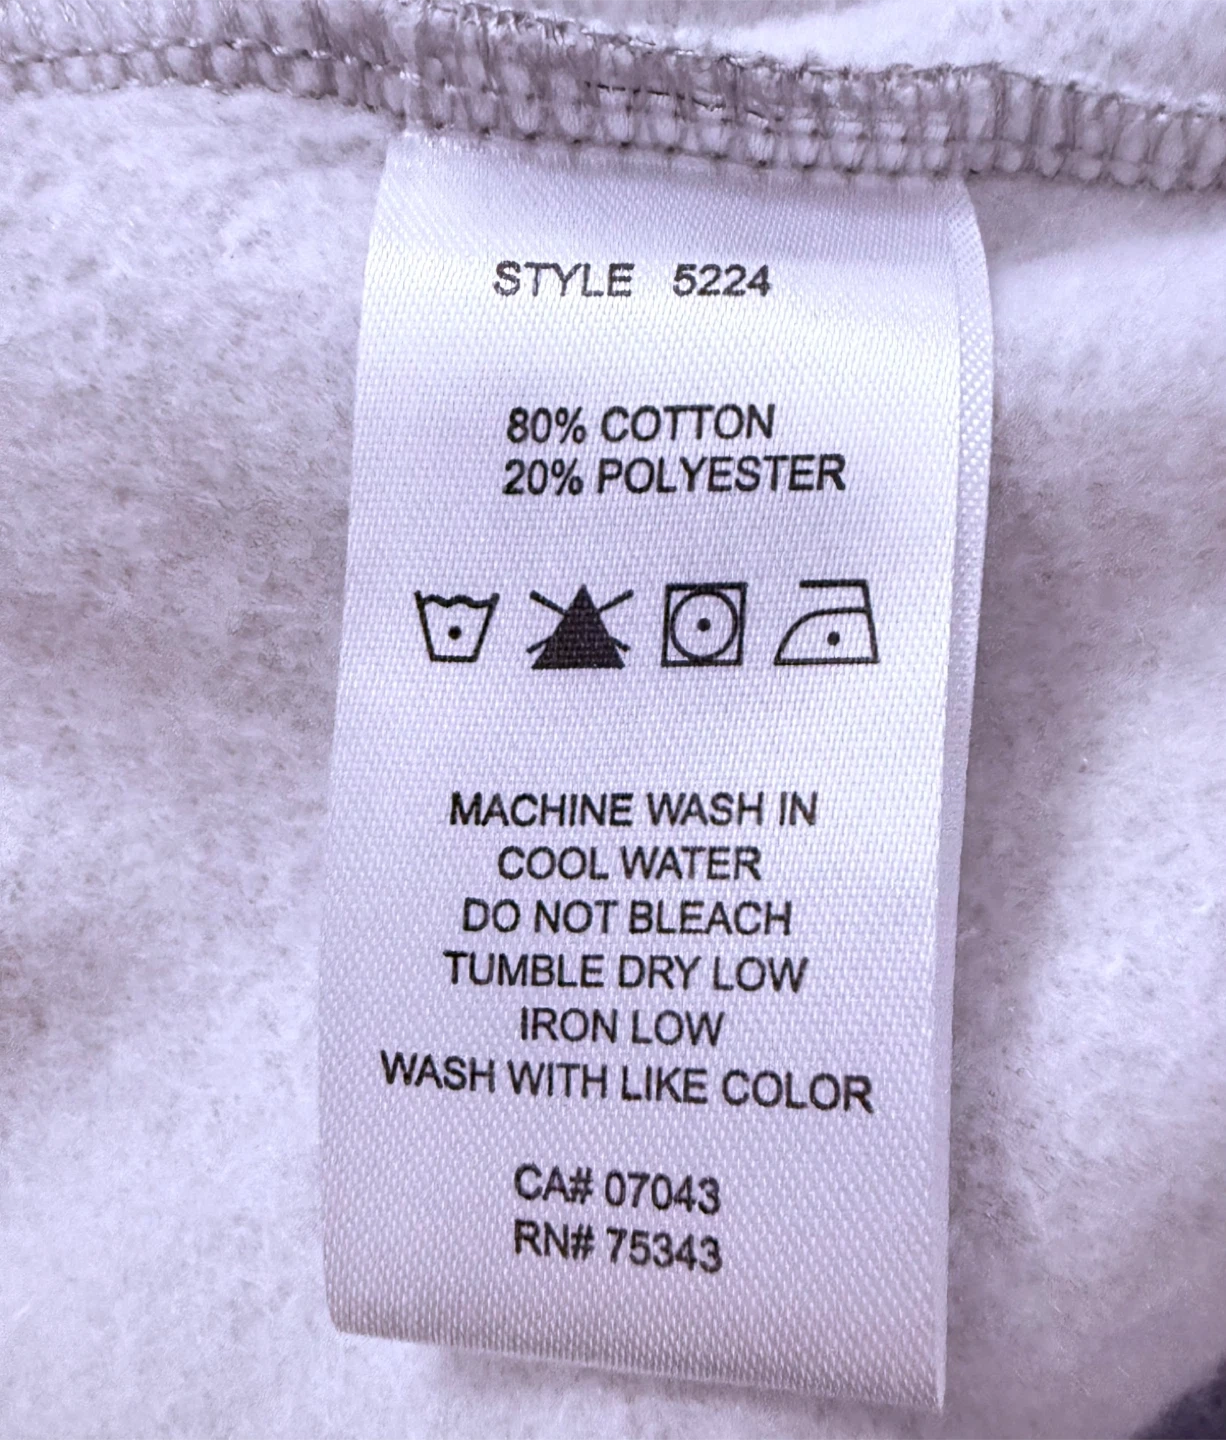 STYLE 5224
80% COTTON
20% POLYESTER
MACHINE WASH IN
COOL WATER
DO NOT BLEACH
TUMBLE DRY LOW
IRON LOW
WASH WITH LIKE COLOR
CA# 07043
RN# 75343